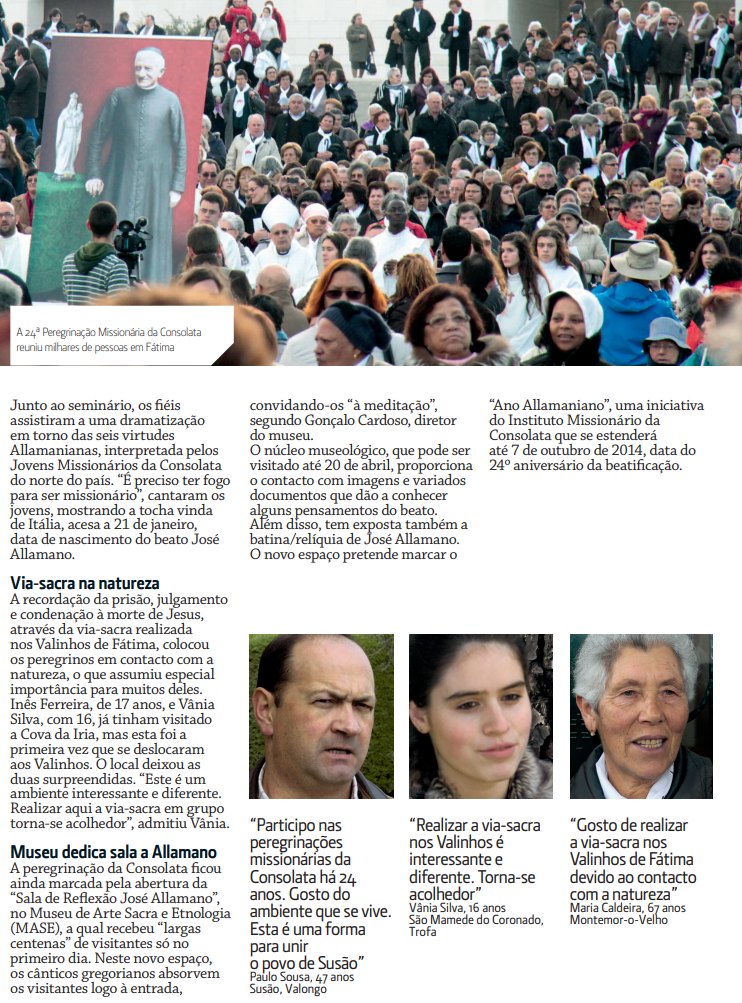 A 24ª Peregrinação Missionária da Consolata
reuniu milhares de pessoas em Fátima
Junto ao seminário, os fiéis
assistiram a uma dramatização
em torno das seis virtudes
Allamanianas, interpretada pelos
Jovens Missionários da Consolata
do norte do país. “É preciso ter fogo
para ser missionário”, cantaram os
jovens, mostrando a tocha vinda
de Itália, acesa a 21 de janeiro,
data de nascimento do beato José
Allamano.
Via-sacra na natureza
A recordação da prisão, julgamento
e condenação à morte de Jesus,
através da via-sacra realizada
nos Valinhos de Fátima, colocou
os peregrinos em contacto com a
natureza, o que assumiu especial
importância para muitos deles.
Inês Ferreira, de 17 anos, e Vânia
Silva, com 16, já tinham visitado
a Cova da Iria, mas esta foi a
primeira vez que se deslocaram
aos Valinhos. O local deixou as
duas surpreendidas. “Este é um
ambiente interessante e diferente.
Realizar aqui a via-sacra em grupo
torna-se acolhedor”, admitiu Vânia.
Museu dedica sala a Allamano
A peregrinação da Consolata ficou
ainda marcada pela abertura da
“Sala de Reflexão José Allamano”,
no Museu de Arte Sacra e Etnologia
(MASE), a qual recebeu “largas
centenas” de visitantes só no
primeiro dia. Neste novo espaço,
os cânticos gregorianos absorvem
os visitantes logo à entrada,
convidando-os “à meditação”,
segundo Gonçalo Cardoso, diretor
do museu.
O núcleo museológico, que pode ser
visitado até 20 de abril, proporciona
o contacto com imagens e variados
documentos que dão a conhecer
alguns pensamentos do beato.
Além disso, tem exposta também a
batina/relíquia de José Allamano.
O novo espaço pretende marcar o
“Ano Allamaniano”, uma iniciativa
do Instituto Missionário da
Consolata que se estenderá
até 7 de outubro de 2014, data do
24º aniversário da beatificação.
“Participo nas
peregrinações
missionárias da
Consolata há 24
anos. Gosto do
ambiente que se vive.
Esta é uma forma
para unir
o povo de Susão”
Paulo Sousa, 47 anos
Susão, Valongo
“Realizar a via-sacra
nos Valinhos é
interessante e
diferente. Torna-se
acolhedor”
Vânia Silva, 16 anos
São Mamede do Coronado,
Trofa
“Gosto de realizar
a via-sacra nos
Valinhos de Fátima
devido ao contacto
com a natureza”
Maria Caldeira, 67 anos
Montemor-o-Velho